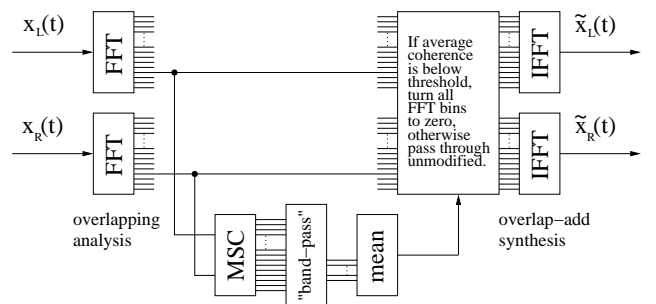 x_L(t)
FFT
If average
coherence
is below
threshold,
turn all
FFT bins
to zero,
otherwise
pass through
unmodified.
IFFT
x̃_L(t)
x_R(t)
FFT
IFFT
x̃_R(t)
overlapping
analysis
MSC
"band−pass"
mean
overlap−add
synthesis